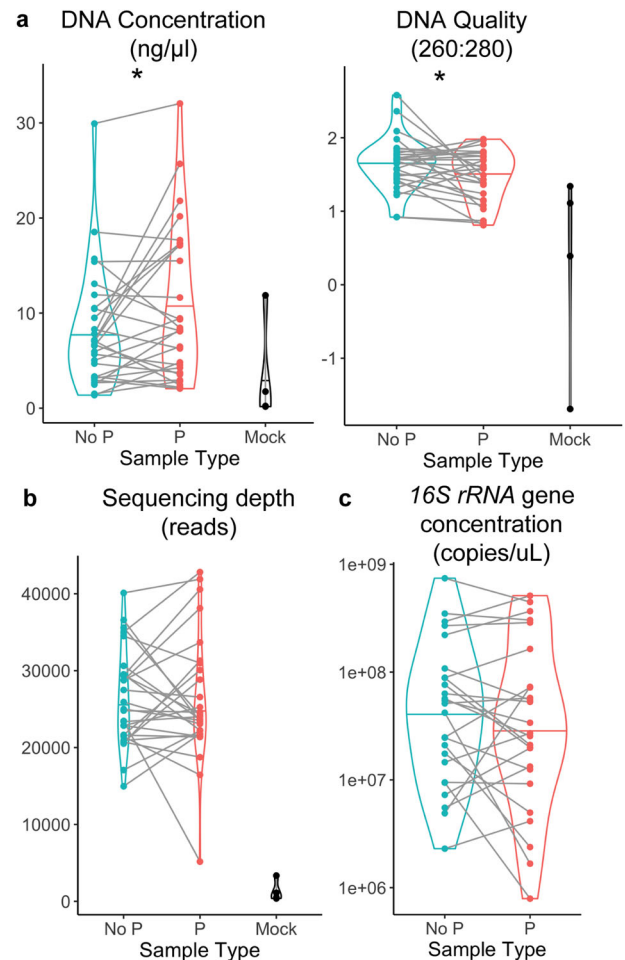 a
DNA Concentration
(ng/µl)
*
30
20
10
0
No P
P
Mock
Sample Type
DNA Quality
(260:280)
*
2
1
0
-1
No P
P
Mock
Sample Type
b
Sequencing depth
(reads)
40000
30000
20000
10000
0
No P
P
Mock
Sample Type
c
16S rRNA gene
concentration
(copies/uL)
1e+09
1e+08
1e+07
1e+06
No P
P
Sample Type